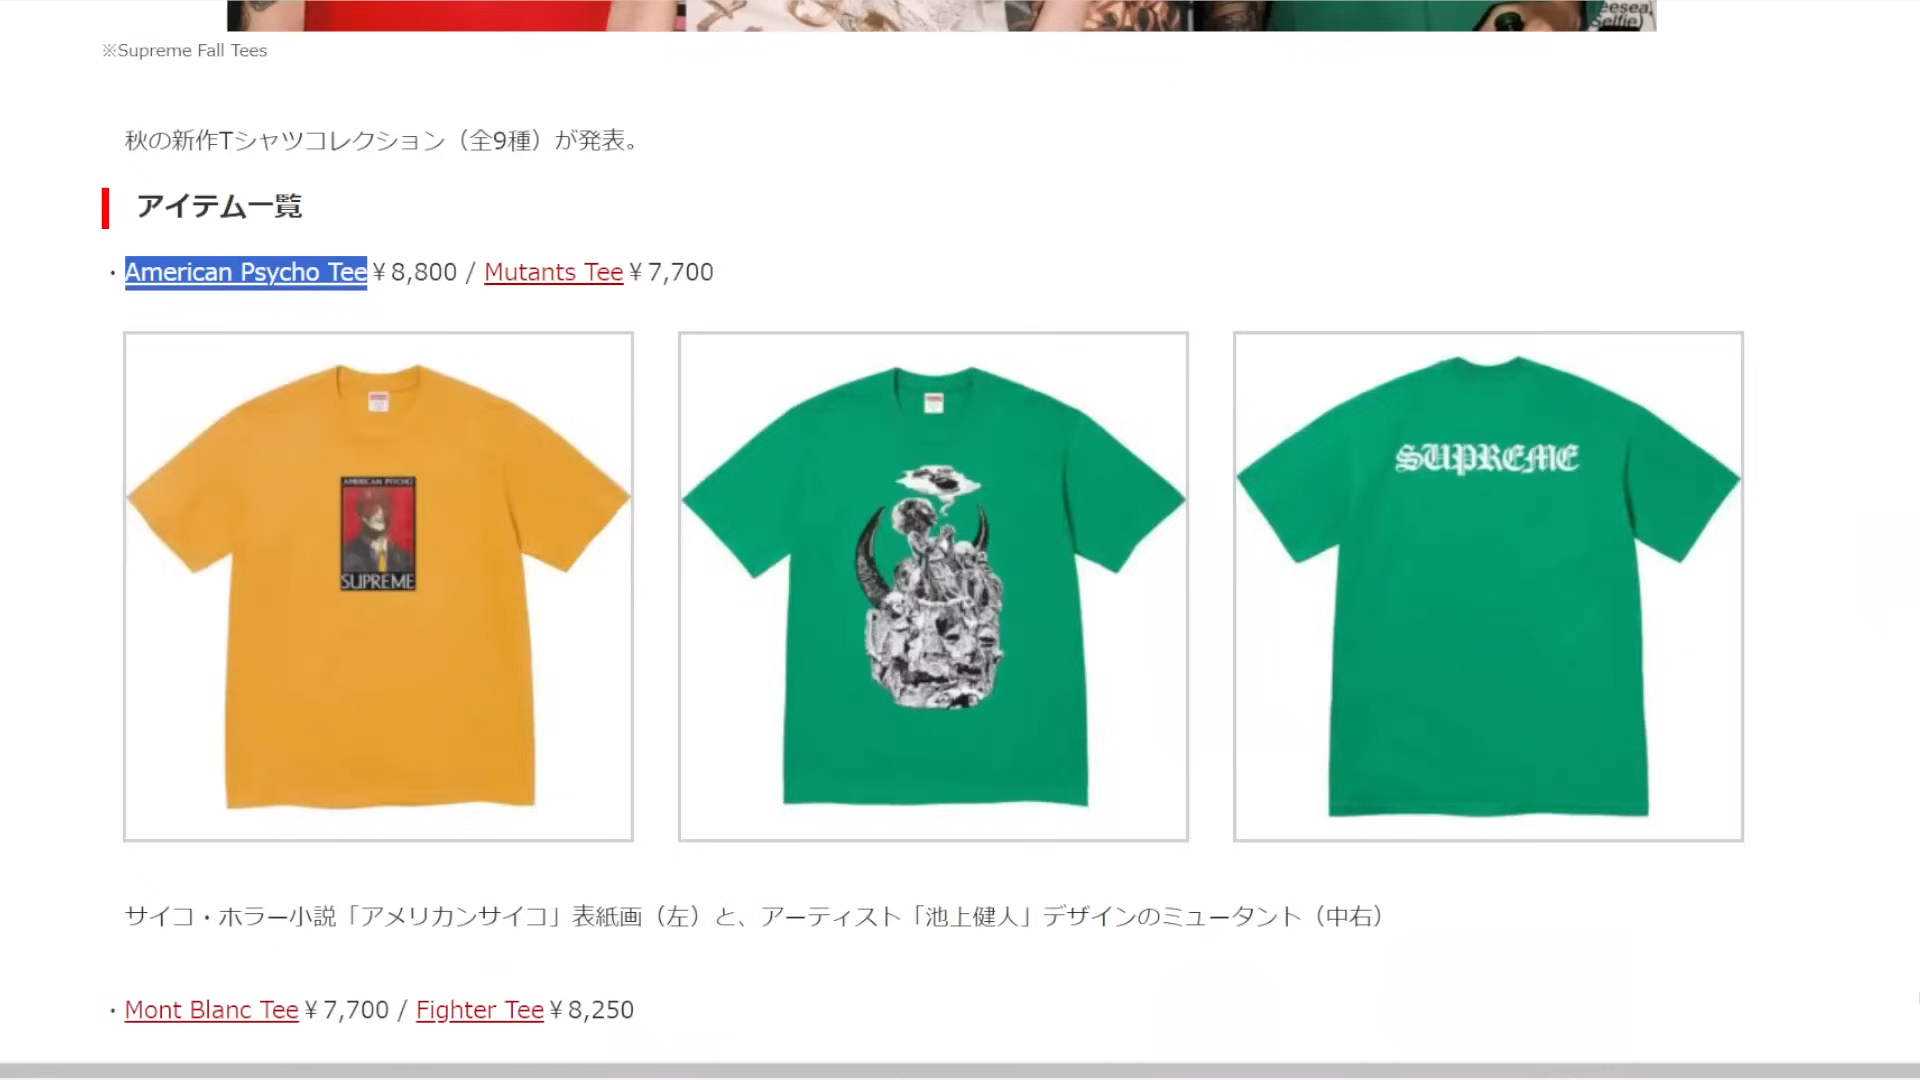 eesea,
elfie)
※Supreme Fall Tees
秋の新作Tシャツコレクション（全9種）が発表。
アイテム一覧
・American Psycho Tee￥8,800 / Mutants Tee￥7,700
AMERICAN PSYCHO
SUPREME
SUPREME
サイコ・ホラー小説「アメリカンサイコ」表紙画（左）と、アーティスト「池上健人」デザインのミュータント（中右）
・Mont Blanc Tee￥7,700 / Fighter Tee￥8,250